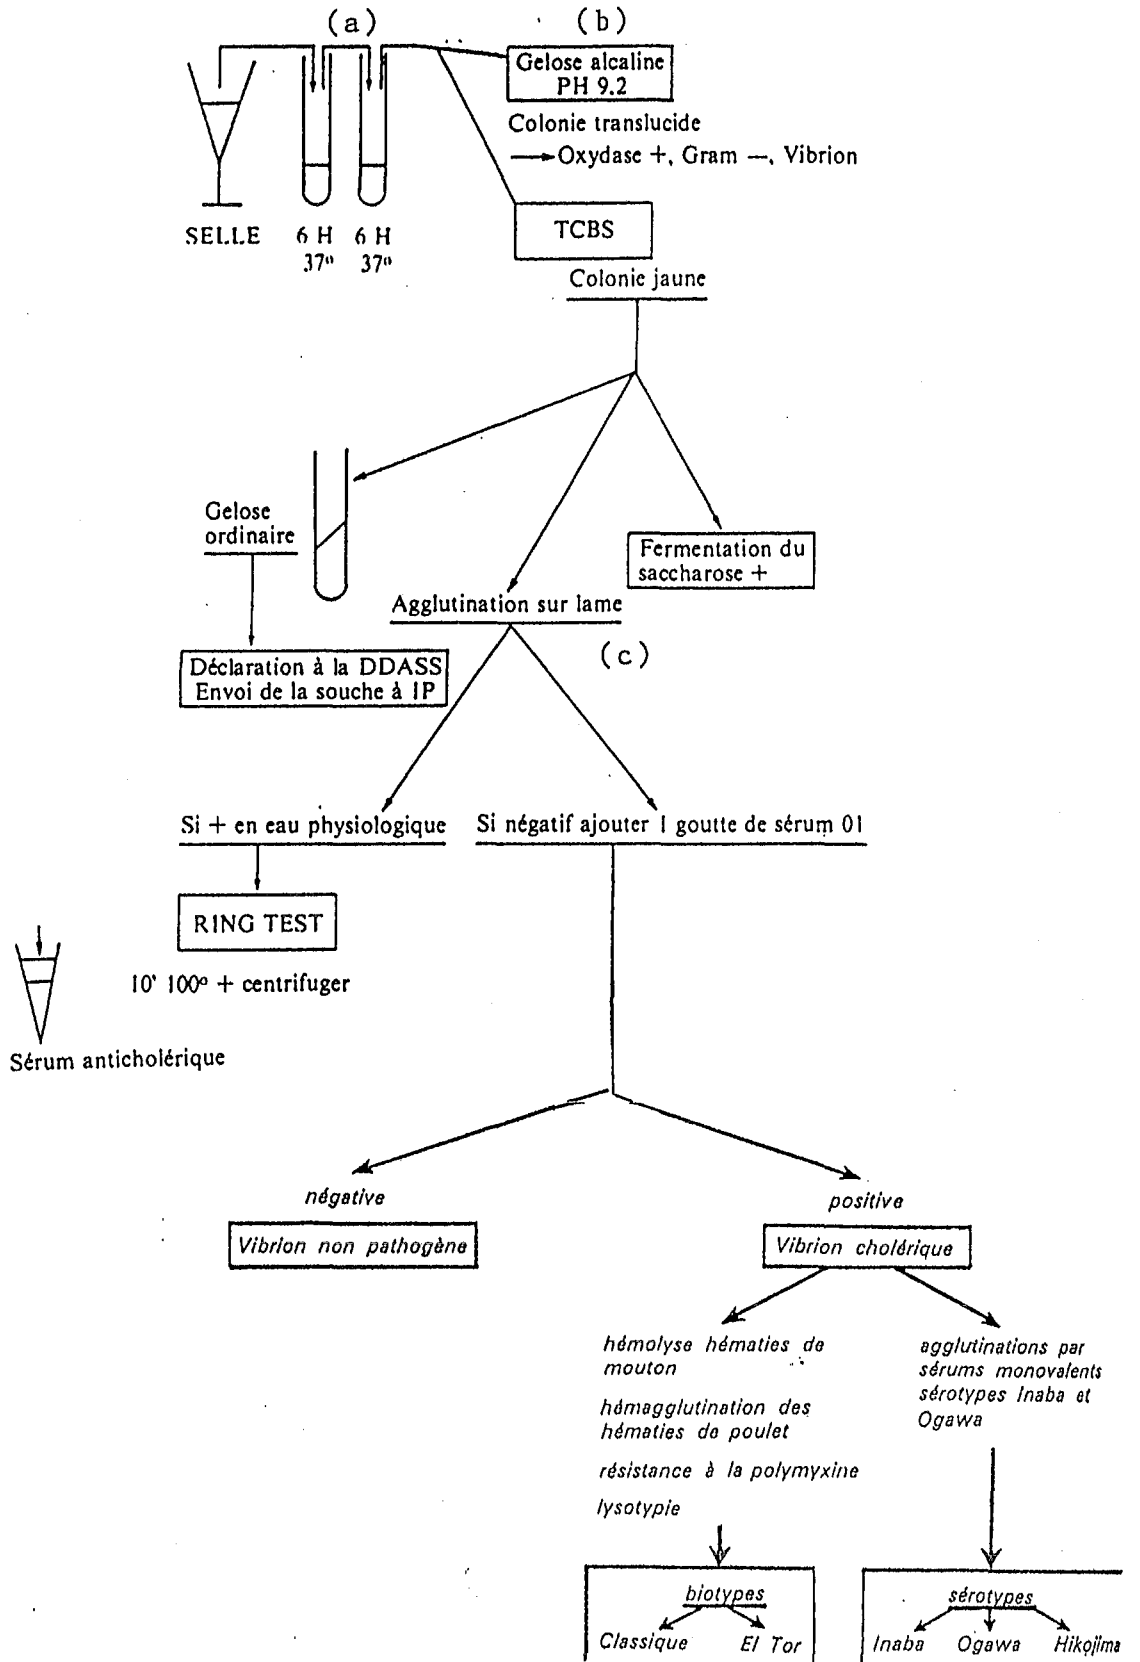 (a)
(b)
Gelose alcaline
PH 9.2
Colonie translucide
Oxydase +, Gram —, Vibrion
SELLE
6 H
37°
6 H
37°
TCBS
Colonie jaune
Gelose
ordinaire
Fermentation du
saccharose +
Agglutination sur lame
(c)
Déclaration à la DDASS
Envoi de la souche à IP
Si + en eau physiologique
Si négatif ajouter 1 goutte de sérum 01
RING TEST
10' 100° + centrifuger
Sérum anticholérique
négative
positive
Vibrion non pathogène
Vibrion cholérique
hémolyse hématies de
mouton
hémagglutination des
hématies de poulet
résistance à la polymyxine
lysotypie
agglutinations par
sérums monovalents
sérotypes Inaba et
Ogawa
biotypes
Classique
El Tor
sérotypes
Inaba
Ogawa
Hikojima